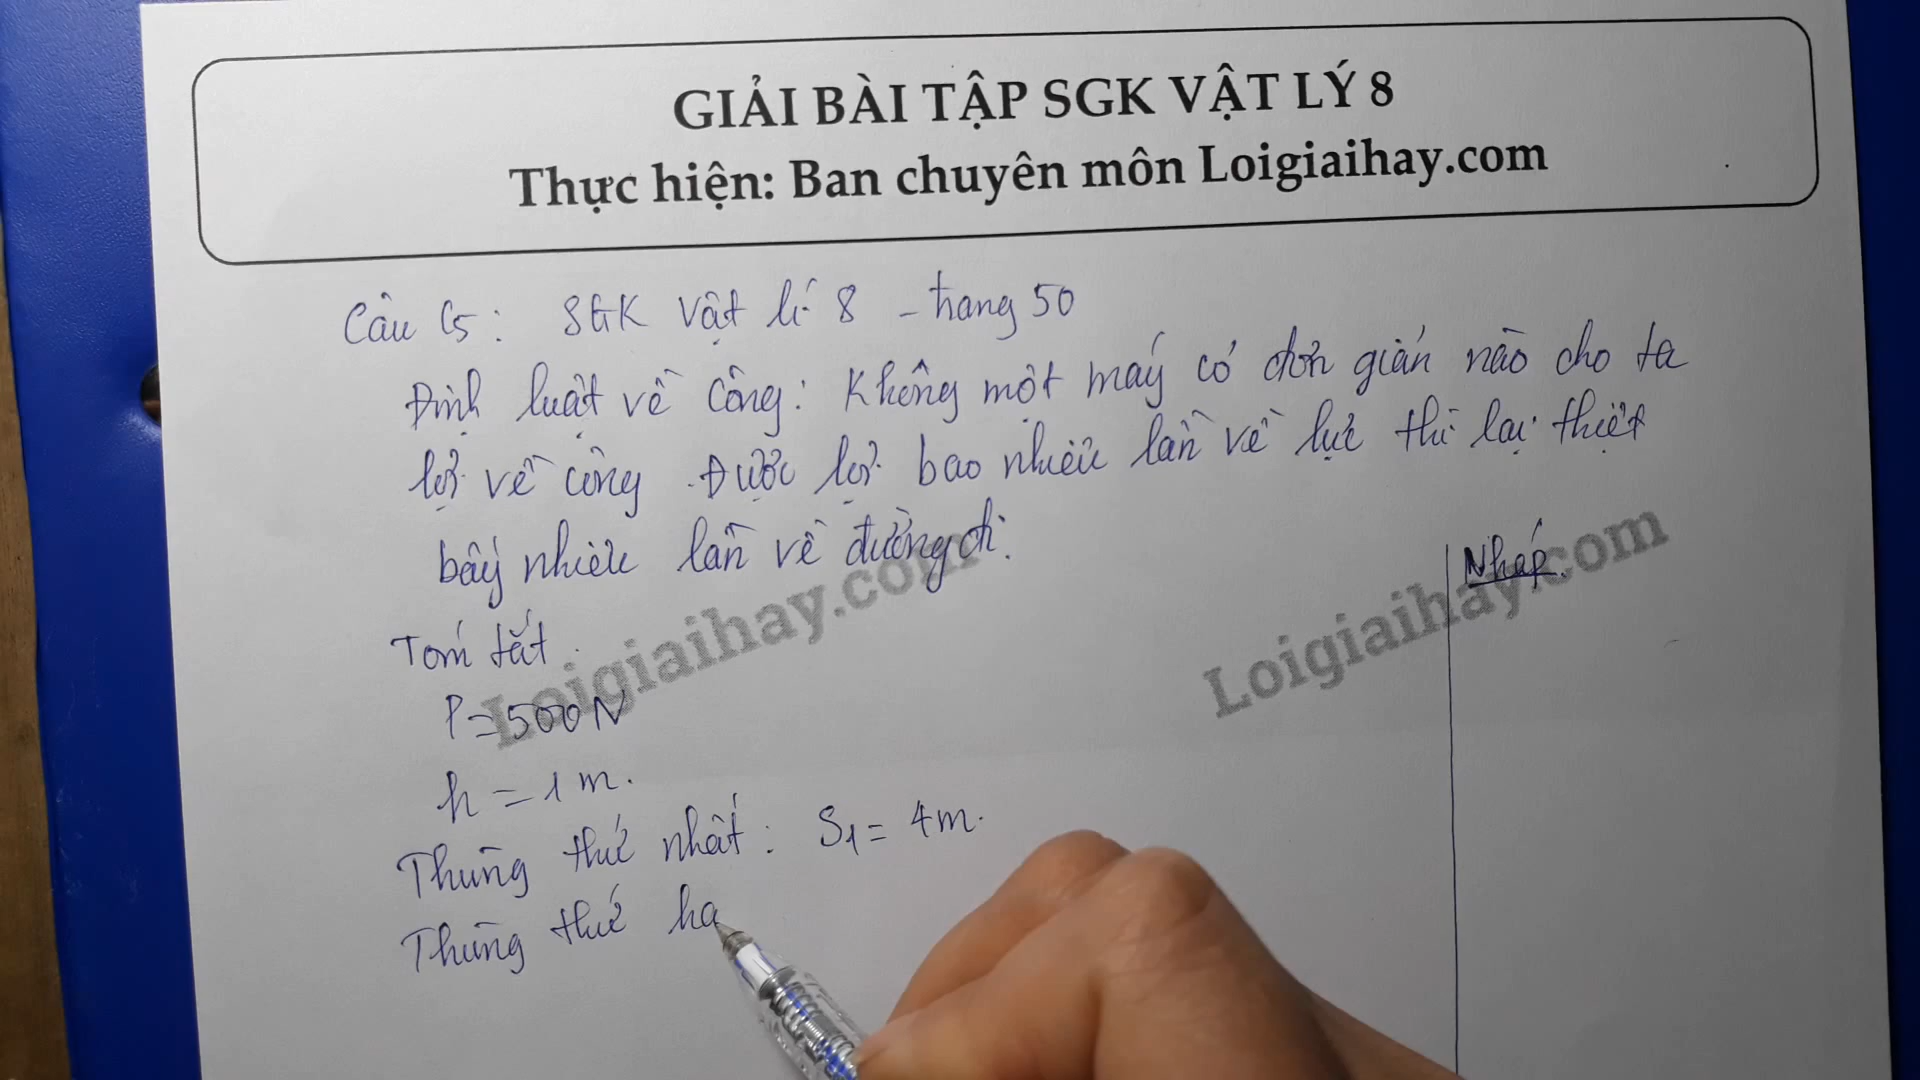 GIẢI BÀI TẬP SGK VẬT LÝ 8
Thực hiện: Ban chuyên môn Loigiaihay.com
Câu C5: SGK Vật lí 8 - trang 50
Định luật về công: Không một máy cơ đơn giản nào cho ta
lợi về công. Được lợi bao nhiêu lần về lực thì lại thiệt
bấy nhiêu lần về đường đi.
Nháp.
Loigiaihay.com
Loigiaihay.com
Tóm tắt.
P = 500N
h = 1m.
Thùng thứ nhất: S1 = 4m.
Thùng thứ ha